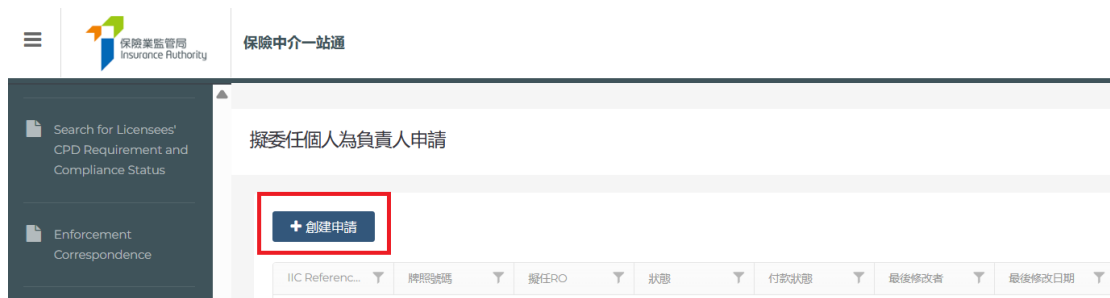 保險業監管局
Insurance Authority
保險中介一站通
Search for Licensees'
CPD Requirement and
Compliance Status
Enforcement
Correspondence
擬委任個人為負責人申請
+ 創建申請
IIC Referenc... 牌照號碼 擬任RO 狀態 付款狀態 最後修改者 最後修改日期